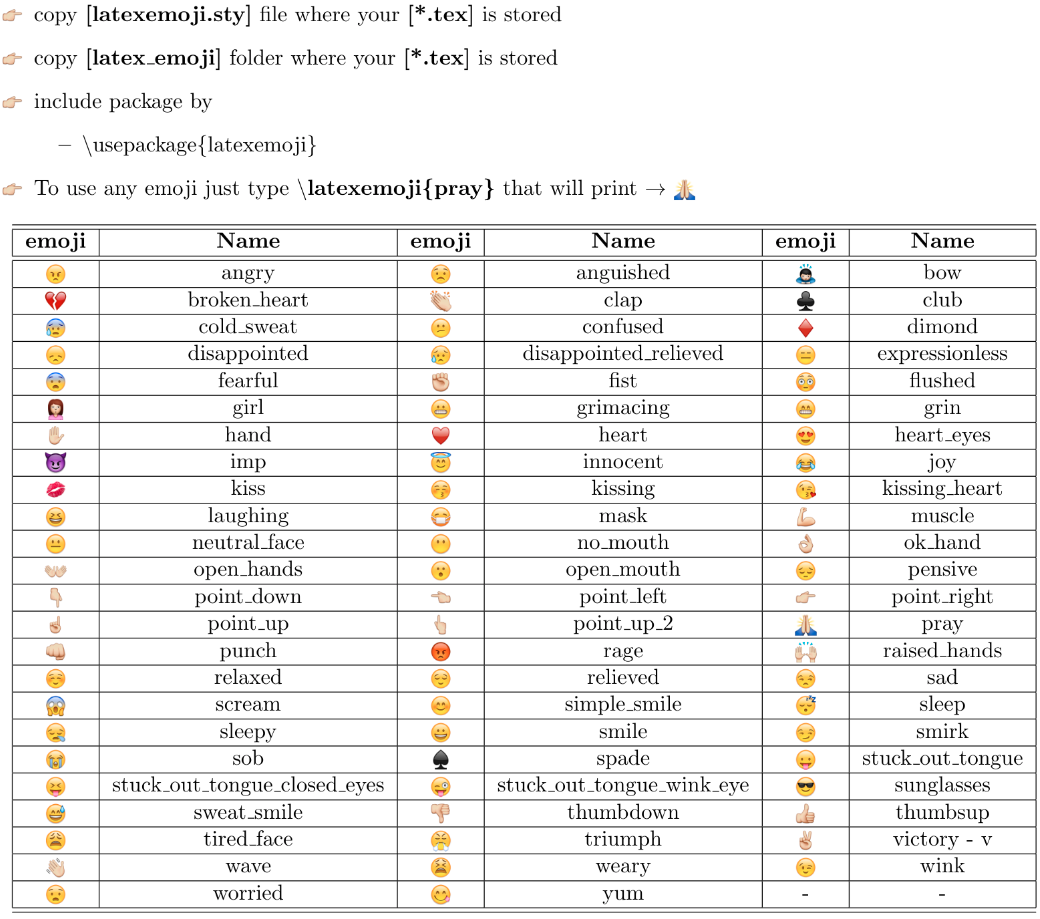 copy [latexemoji.sty] file where your [*.tex] is stored
copy [latex_emoji] folder where your [*.tex] is stored
include package by
– \usepackage{latexemoji}
To use any emoji just type \latexemoji{pray} that will print → 🙏
emoji Name emoji Name emoji Name
😠 angry 😧 anguished 🙇 bow
💔 broken_heart 👏 clap ♣ club
😰 cold_sweat 😕 confused ♦ dimond
😞 disappointed 😥 disappointed_relieved 😑 expressionless
😨 fearful ✊ fist 😳 flushed
💁 girl 😬 grimacing 😁 grin
✋ hand ❤ heart 😍 heart_eyes
👿 imp 😇 innocent 😂 joy
💋 kiss 😚 kissing 😘 kissing_heart
😆 laughing 😷 mask 💪 muscle
😐 neutral_face 😶 no_mouth 👌 ok_hand
👐 open_hands 😮 open_mouth 😔 pensive
👇 point_down 👈 point_left 👉 point_right
☝ point_up 👆 point_up_2 🙏 pray
👊 punch 😡 rage 🙌 raised_hands
☺ relaxed 😌 relieved 😒 sad
😱 scream 😊 simple_smile 😴 sleep
😪 sleepy 😀 smile 😏 smirk
😭 sob ♠ spade 😛 stuck_out_tongue
😝 stuck_out_tongue_closed_eyes 😜 stuck_out_tongue_wink_eye 😎 sunglasses
😅 sweat_smile 👎 thumbdown 👍 thumbsup
😩 tired_face 😤 triumph ✌ victory - v
👋 wave 😫 weary 😉 wink
😟 worried 😋 yum - -